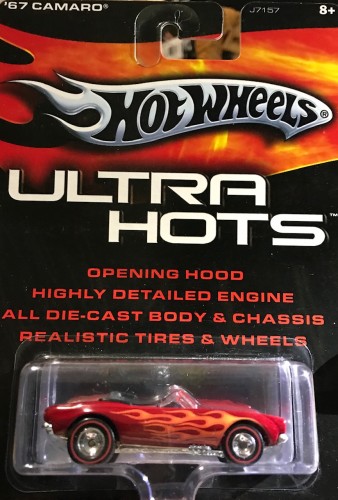 '67 CAMARO®
J7157
8+
HOT WHEELS®
ULTRA
HOTS™
OPENING HOOD
HIGHLY DETAILED ENGINE
ALL DIE-CAST BODY & CHASSIS
REALISTIC TIRES & WHEELS